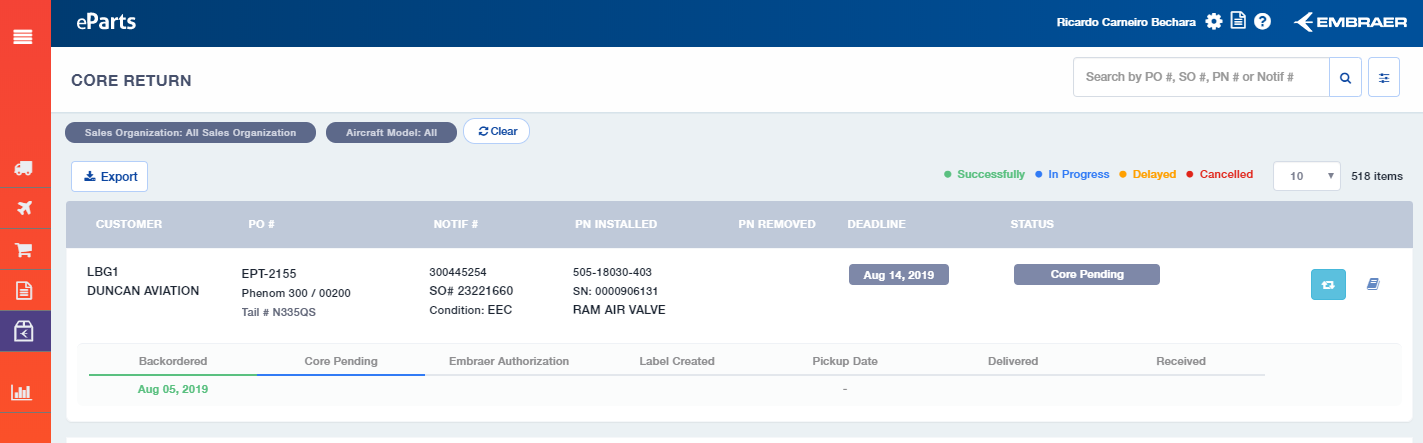 eParts
Ricardo Carneiro Bechara
EMBRAER
CORE RETURN
Search by PO #, SO #, PN # or Notif #
Sales Organization: All Sales Organization
Aircraft Model: All
Clear
Export
Successfully
In Progress
Delayed
Cancelled
10
518 items
CUSTOMER PO # NOTIF # PN INSTALLED PN REMOVED DEADLINE STATUS
LBG1
DUNCAN AVIATION
EPT-2155
Phenom 300 / 00200
Tail # N335QS
300445254
SO# 23221660
Condition: EEC
505-18030-403
SN: 0000906131
RAM AIR VALVE
Aug 14, 2019
Core Pending
Backordered Core Pending Embraer Authorization Label Created Pickup Date Delivered Received
Aug 05, 2019 -